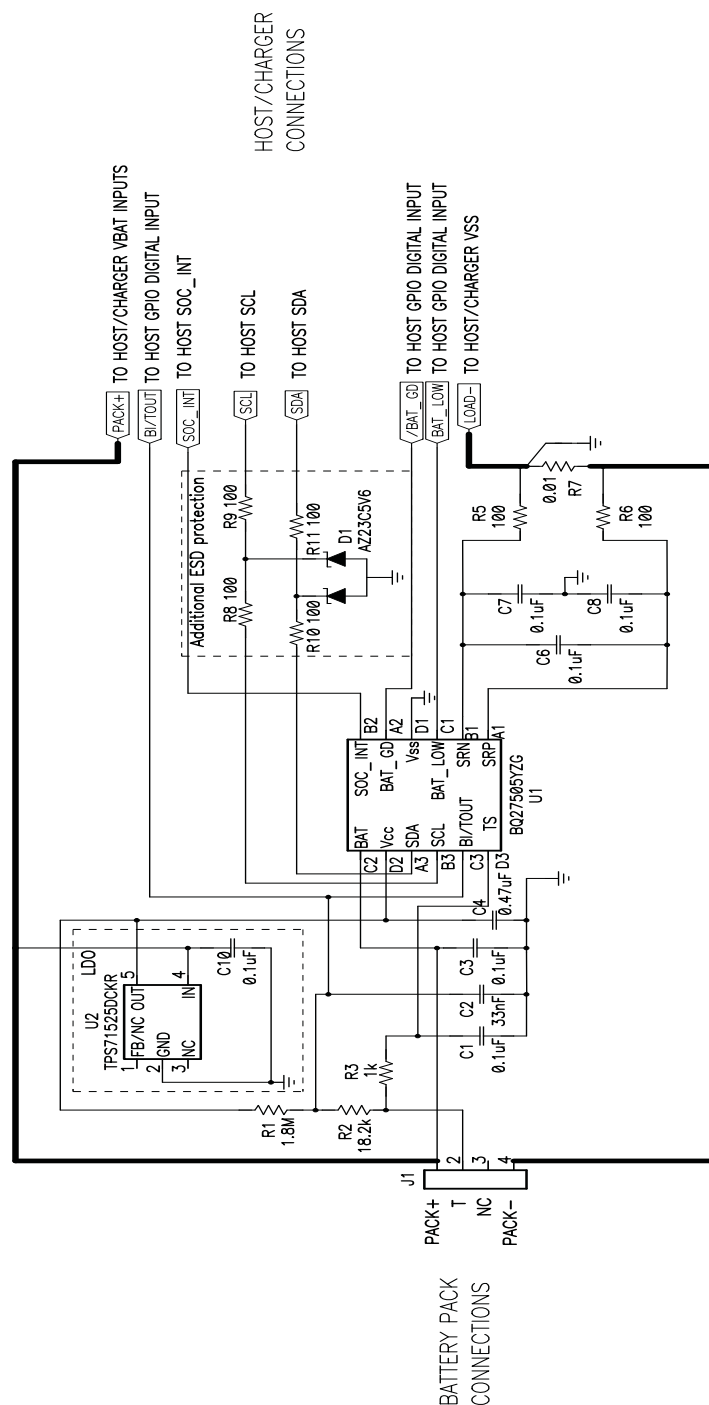 HOST/CHARGER
CONNECTIONS
PACK+
TO HOST/CHARGER VBAT INPUTS
BI/TOUT
TO HOST GPIO DIGITAL INPUT
SOC_INT
TO HOST SOC_INT
SCL
TO HOST SCL
SDA
TO HOST SDA
/BAT_GD
TO HOST GPIO DIGITAL INPUT
BAT_LOW
TO HOST GPIO DIGITAL INPUT
LOAD-
TO HOST/CHARGER VSS
Additional ESD protection
R9 100
R8 100
R11 100
R10 100
D1
AZ23C5V6
R5
100
0.01
R7
R6
100
C7
0.1uF
C8
0.1uF
C6
0.1uF
SOC_INT
B2
BAT_GD
A2
Vss
D1
BAT_LOW
C1
SRN
B1
SRP
A1
BAT
C2
Vcc
D2
SDA
A3
SCL
B3
BI/TOUT
C3
TS
D3
BQ27505YZG
U1
LDO
U2
TPS71525DCKR
1
FB/NC
OUT
5
2
GND
3
NC
IN
4
C10
0.1uF
C4
0.47uF
C3
0.1uF
C2
33nF
C1
0.1uF
R3
1k
R1
1.8M
R2
18.2k
J1
PACK+
T
2
NC
3
PACK-
4
BATTERY PACK
CONNECTIONS